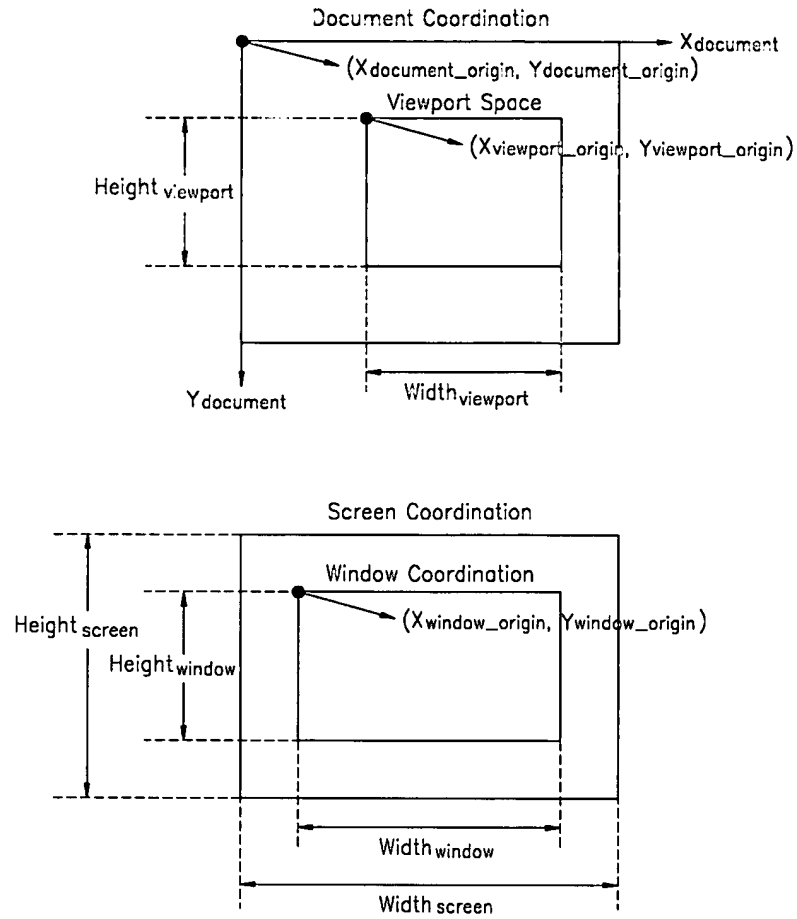 Document Coordination
Xdocument
(Xdocument_origin, Ydocument_origin)
Viewport Space
(Xviewport_origin, Yviewport_origin)
Height viewport
Ydocument
Width viewport
Screen Coordination
Window Coordination
(Xwindow_origin, Ywindow_origin)
Height screen
Height window
Width window
Width screen